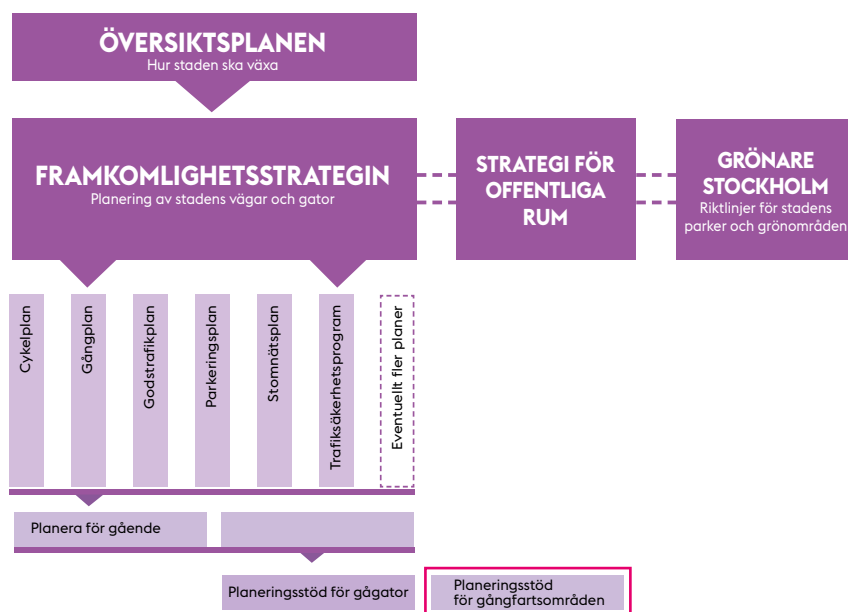 ÖVERSIKTSPLANEN
Hur staden ska växa
FRAMKOMLIGHETSSTRATEGIN
Planering av stadens vägar och gator
STRATEGI FÖR
OFFENTLIGA
RUM
GRÖNARE
STOCKHOLM
Riktlinjer för stadens
parker och grönområden
Cykelplan
Gångplan
Godstrafikplan
Parkeringsplan
Stomnätsplan
Trafiksäkerhetsprogram
Eventuellt fler planer
Planera för gående
Planeringsstöd för gågator
Planeringsstöd
för gångfartsområden